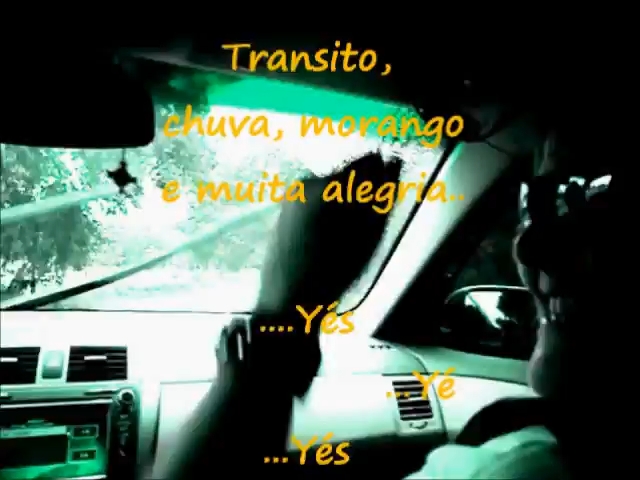 Transito,
chuva, morango
e muita alegria..
....Yés
...Yé
...Yés